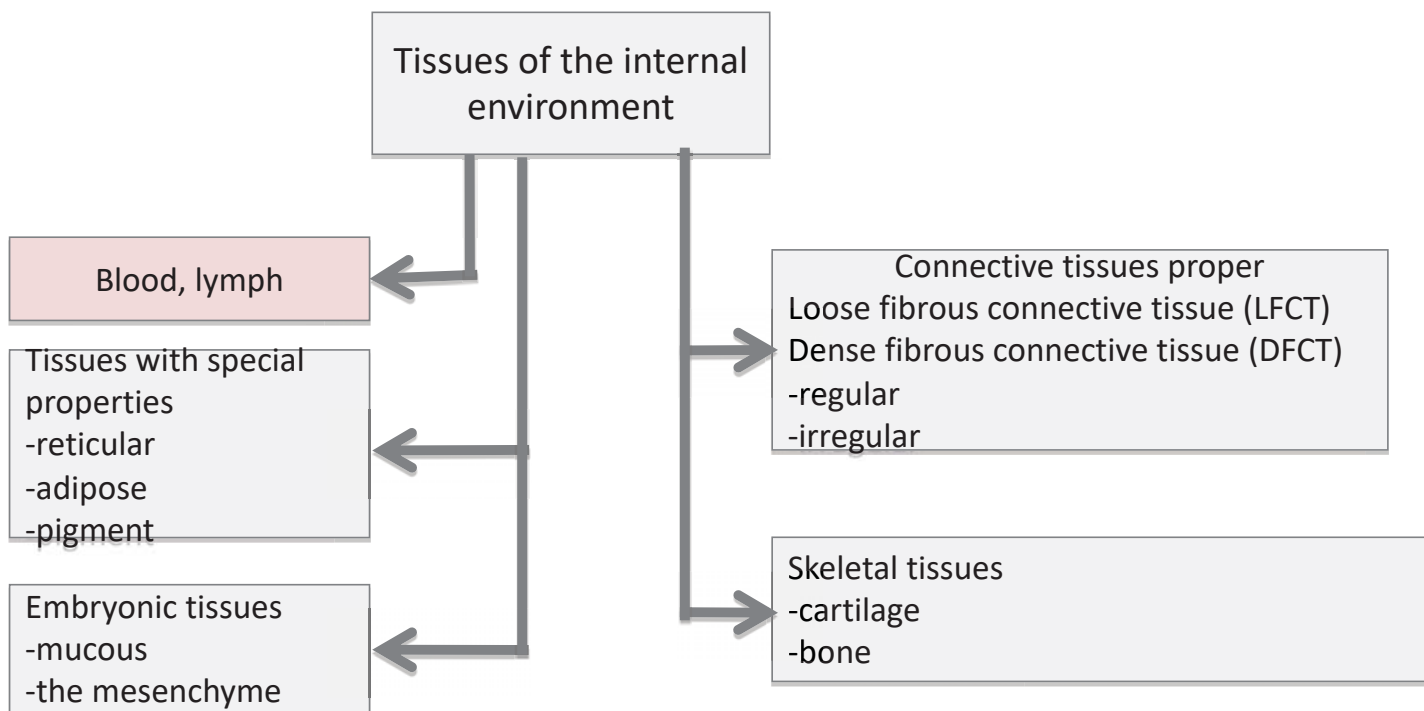 Tissues of the internal
environment
Blood, lymph
Tissues with special
properties
-reticular
-adipose
-pigment
Embryonic tissues
-mucous
-the mesenchyme
Connective tissues proper
Loose fibrous connective tissue (LFCT)
Dense fibrous connective tissue (DFCT)
-regular
-irregular
Skeletal tissues
-cartilage
-bone